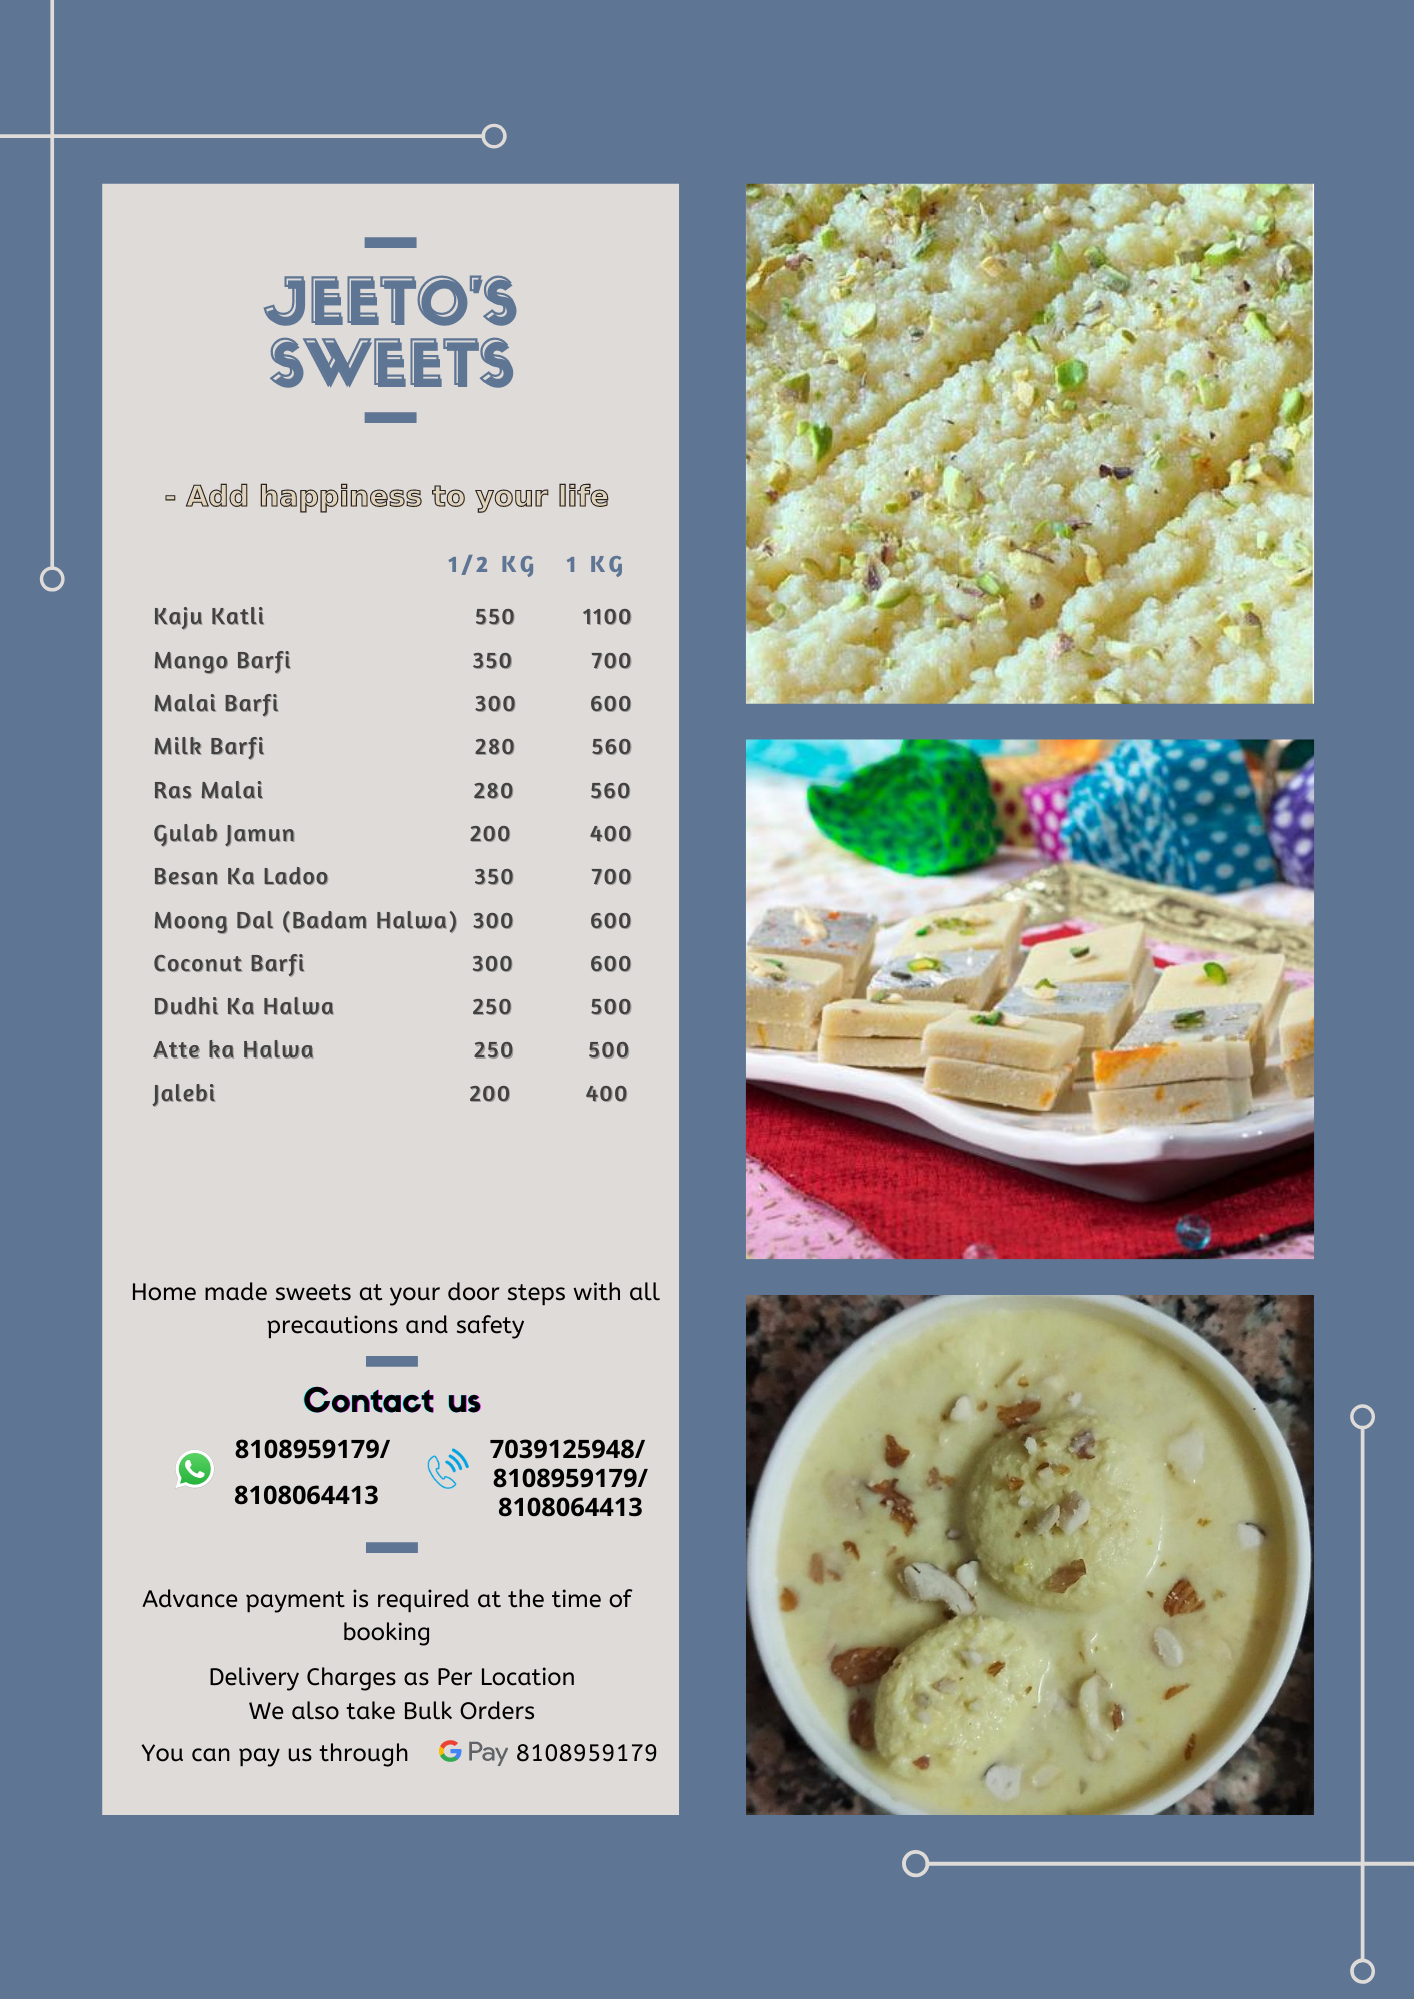 JEETO'S
SWEETS
- Add happiness to your life
1/2 KG 1 KG
Kaju Katli 550 1100
Mango Barfi 350 700
Malai Barfi 300 600
Milk Barfi 280 560
Ras Malai 280 560
Gulab Jamun 200 400
Besan Ka Ladoo 350 700
Moong Dal (Badam Halwa) 300 600
Coconut Barfi 300 600
Dudhi Ka Halwa 250 500
Atte ka Halwa 250 500
Jalebi 200 400
Home made sweets at your door steps with all
precautions and safety
Contact us
8108959179/
8108064413
7039125948/
8108959179/
8108064413
Advance payment is required at the time of
booking
Delivery Charges as Per Location
We also take Bulk Orders
You can pay us through G Pay 8108959179